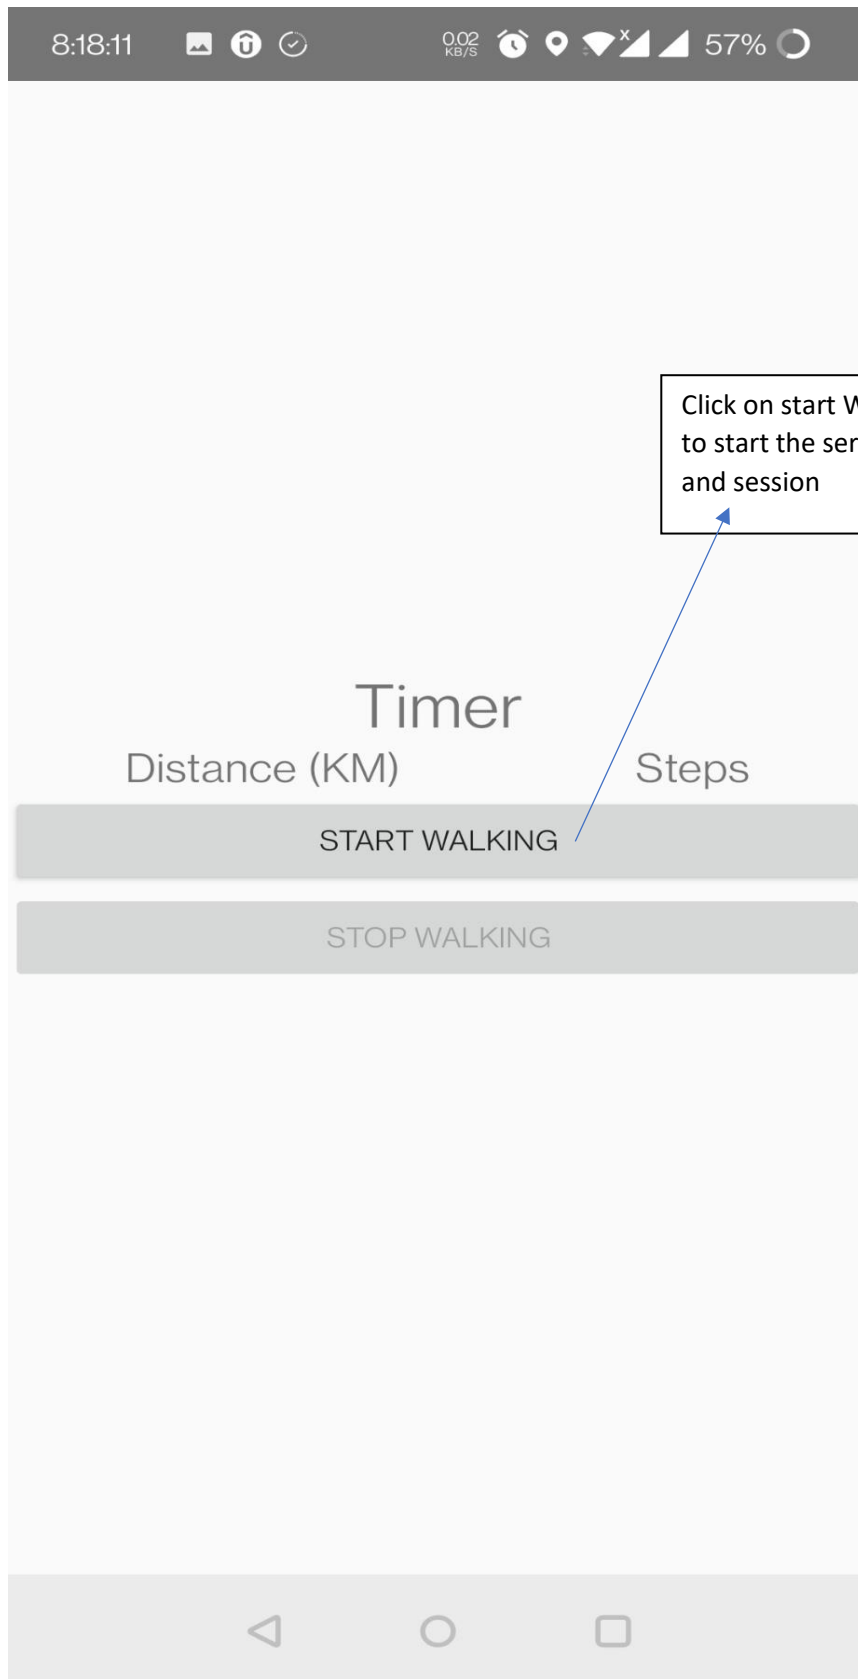 8:18:11 0.02 KB/S 57%
Click on start
to start the
and session
Timer
Distance (KM) Steps
START WALKING
STOP WALKING